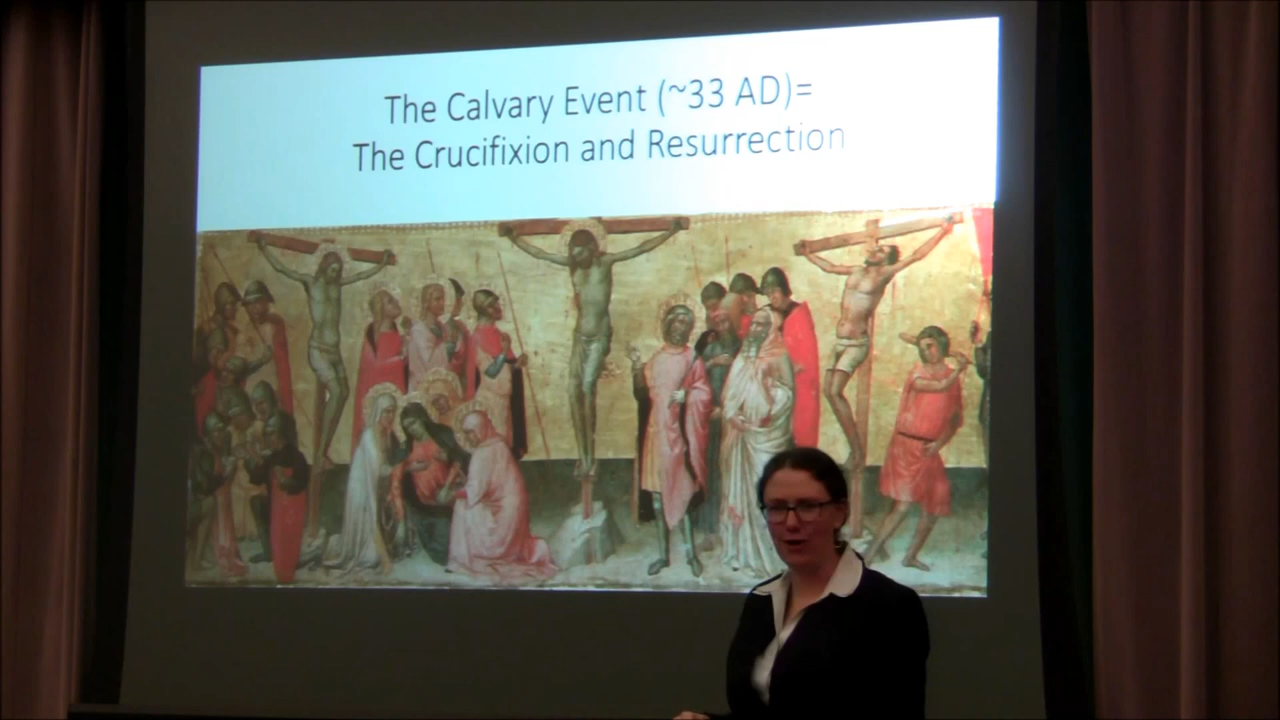 The Calvary Event (~33 AD)=
The Crucifixion and Resurrection